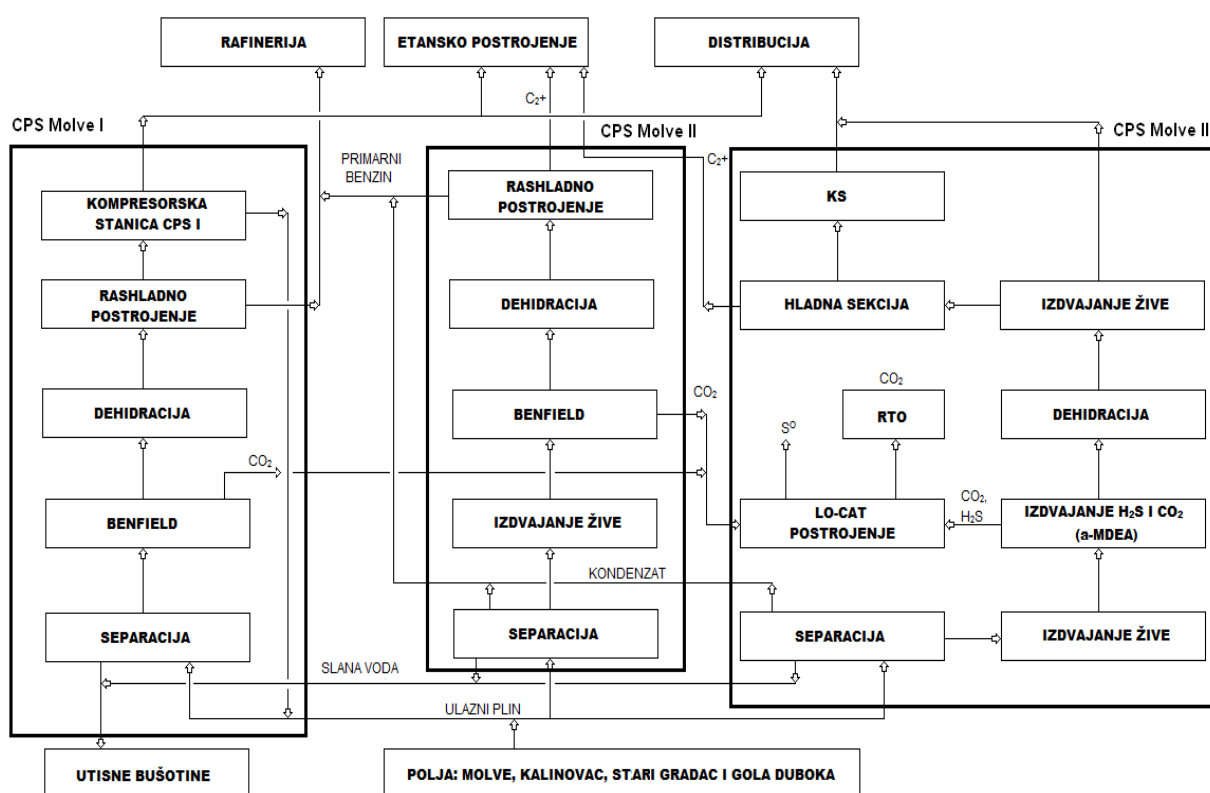 RAFINERIJA
ETANSKO POSTROJENJE
DISTRIBUCIJA
C₂+
CPS Molve I
CPS Molve II
CPS Molve II
PRIMARNI
BENZIN
C₂+
KOMPRESORSKA
STANICA CPS I
RASHLADNO
POSTROJENJE
KS
RASHLADNO
POSTROJENJE
DEHIDRACIJA
HLADNA SEKCIJA
IZDVAJANJE ŽIVE
CO₂
CO₂
DEHIDRACIJA
BENFIELD
RTO
DEHIDRACIJA
S⁰
CO₂
BENFIELD
IZDVAJANJE ŽIVE
LO-CAT
POSTROJENJE
CO₂,
H₂S
IZDVAJANJE H₂S I CO₂
(a-MDEA)
KONDENZAT
SEPARACIJA
SEPARACIJA
SEPARACIJA
IZDVAJANJE ŽIVE
SLANA VODA
ULAZNI PLIN
UTISNE BUŠOTINE
POLJA: MOLVE, KALINOVAC, STARI GRADAC I GOLA DUBOKA